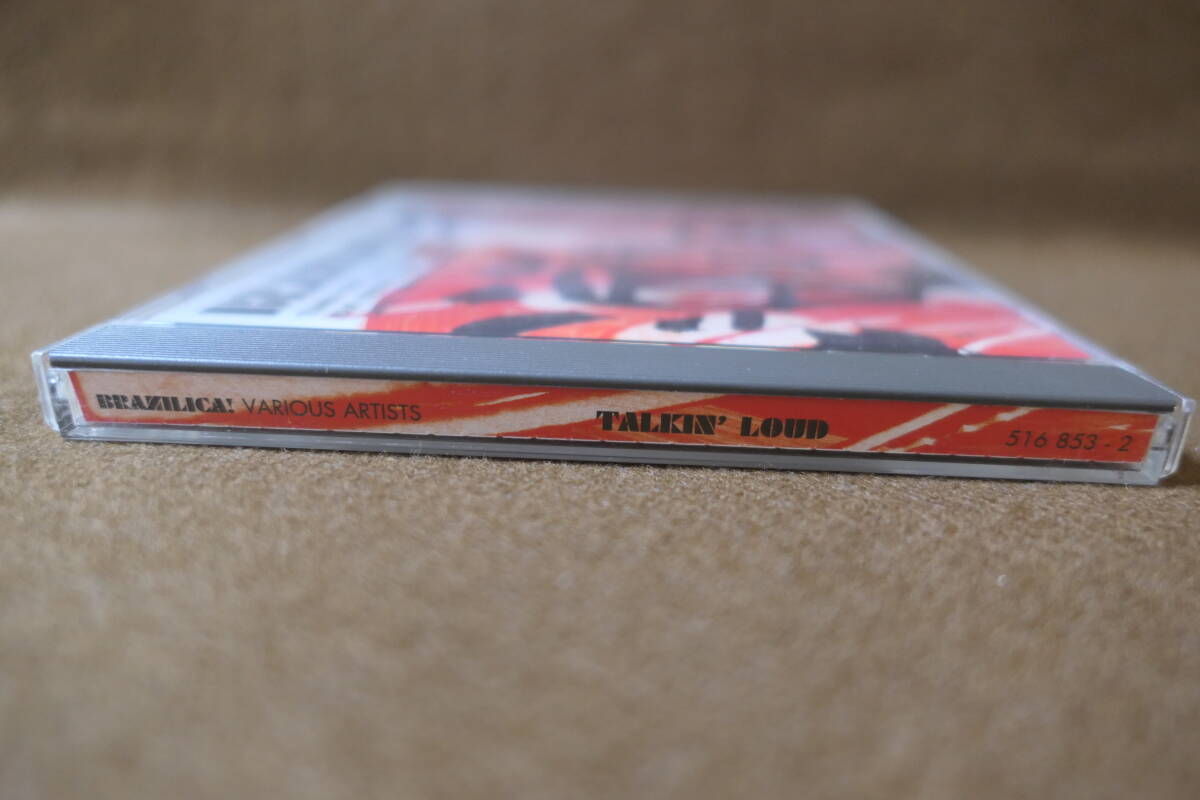 BRAZILICA! VARIOUS ARTISTS TALKIN' LOUD 516 853-2